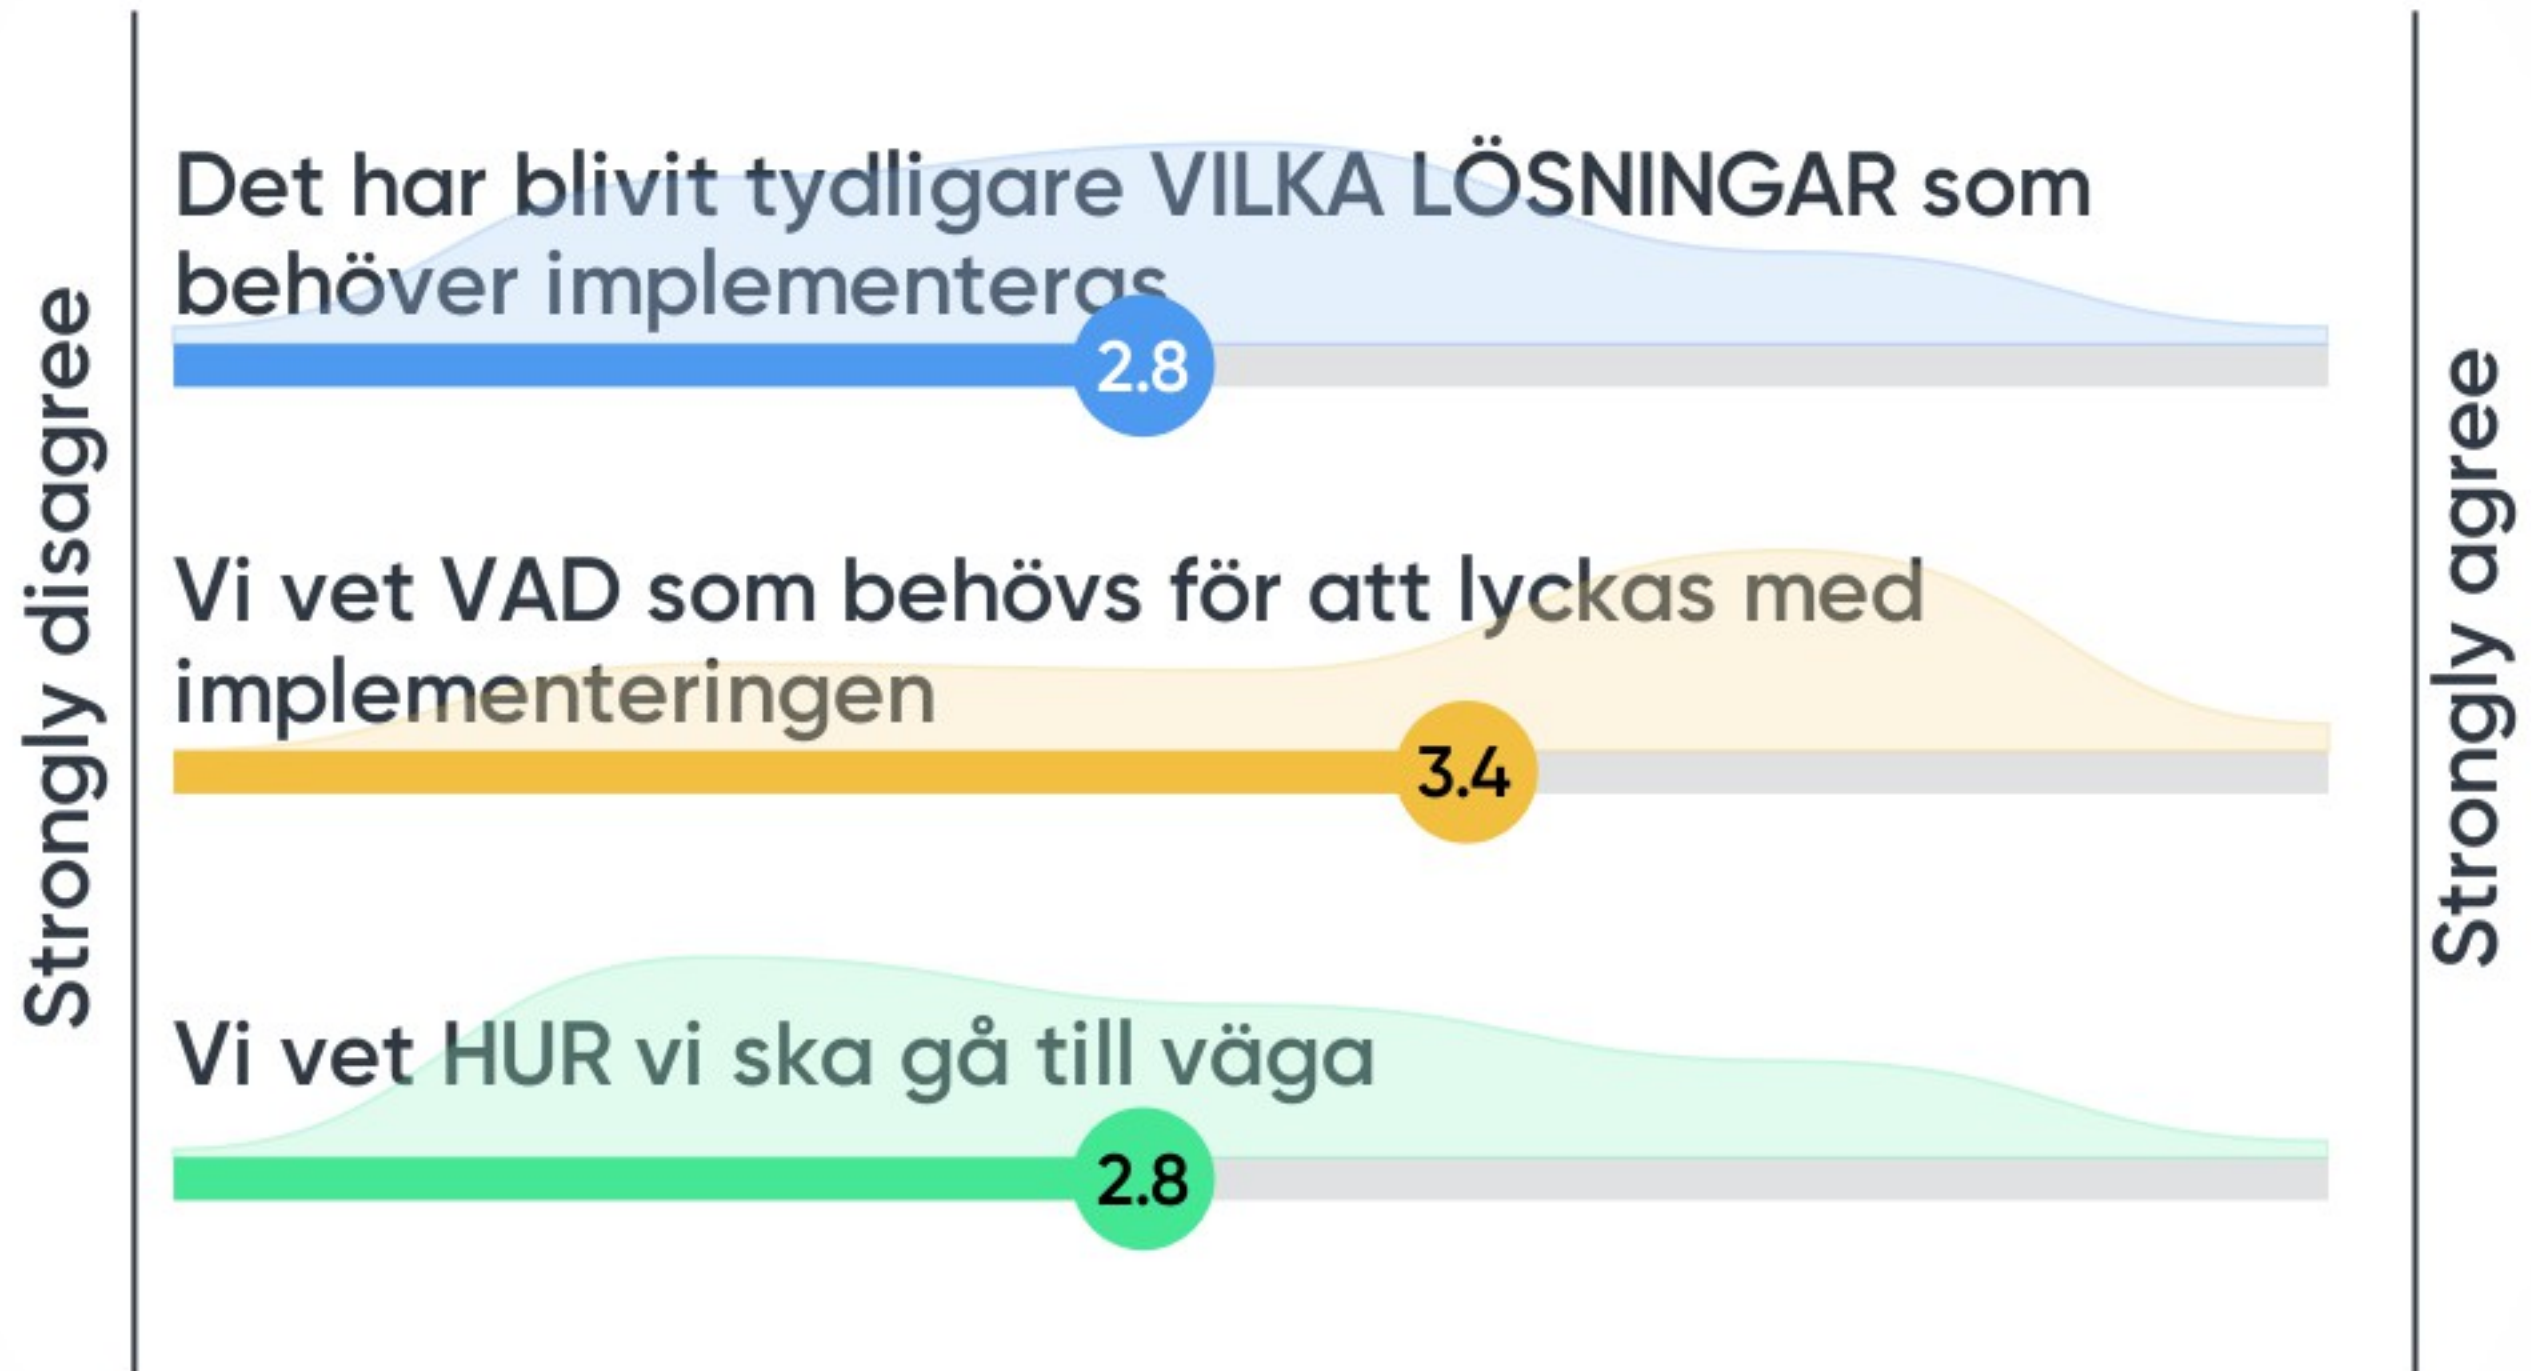 Strongly disagree
Det har blivit tydligare VILKA LÖSNINGAR som
behöver implementeras
2.8
Vi vet VAD som behövs för att lyckas med
implementeringen
3.4
Vi vet HUR vi ska gå till väga
2.8
Strongly agree